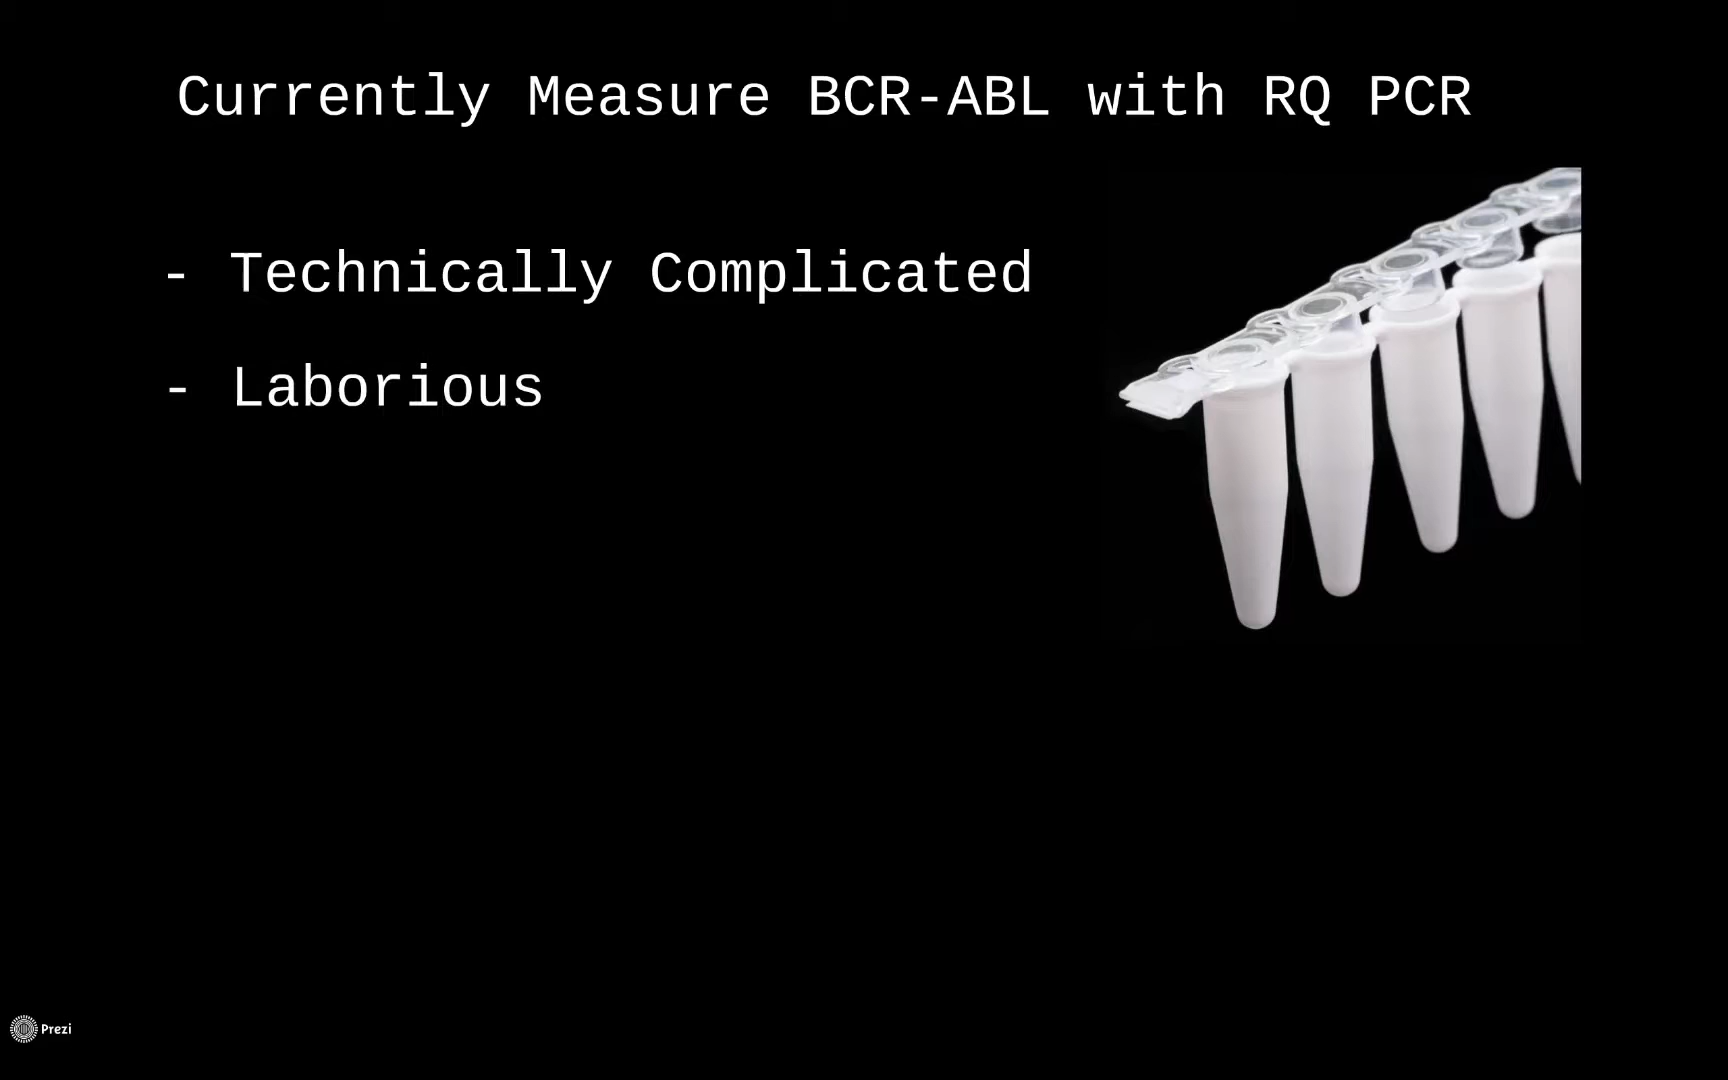 Currently Measure BCR-ABL with RQ PCR
- Technically Complicated
- Laborious
Prezi